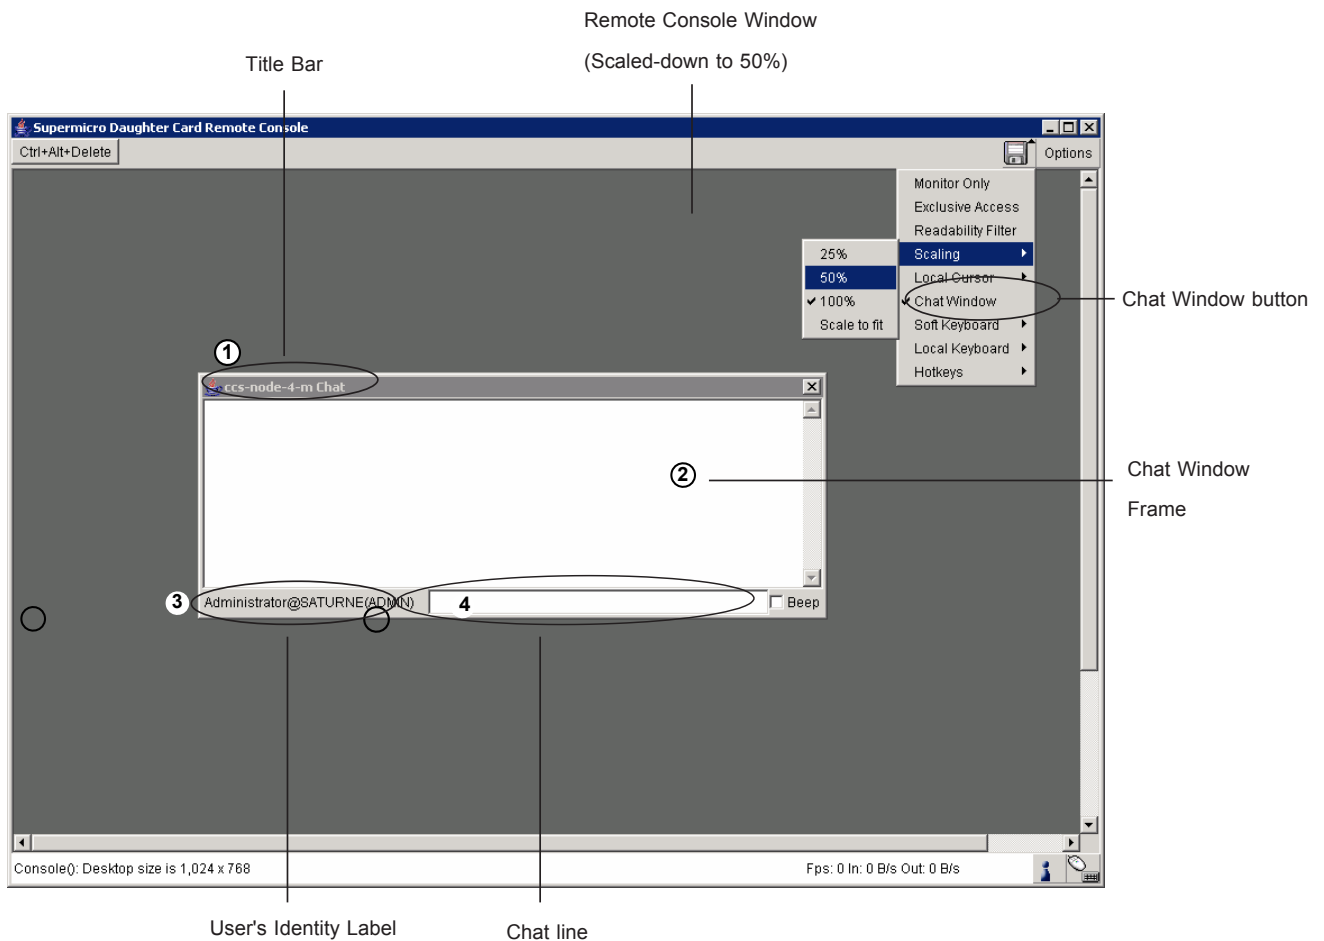 Remote Console Window
(Scaled-down to 50%)
Title Bar
Supermicro Daughter Card Remote Console
Ctrl+Alt+Delete
Options
Monitor Only
Exclusive Access
Readability Filter
Scaling
Local Cursor
Chat Window
Soft Keyboard
Local Keyboard
Hotkeys
25%
50%
100%
Scale to fit
Chat Window button
1
ccs-node-4-m Chat
2
Chat Window
Frame
3
Administrator@SATURNE(ADMIN)
4
Beep
Console(): Desktop size is 1,024 x 768
Fps: 0 In: 0 B/s Out: 0 B/s
User's Identity Label
Chat line